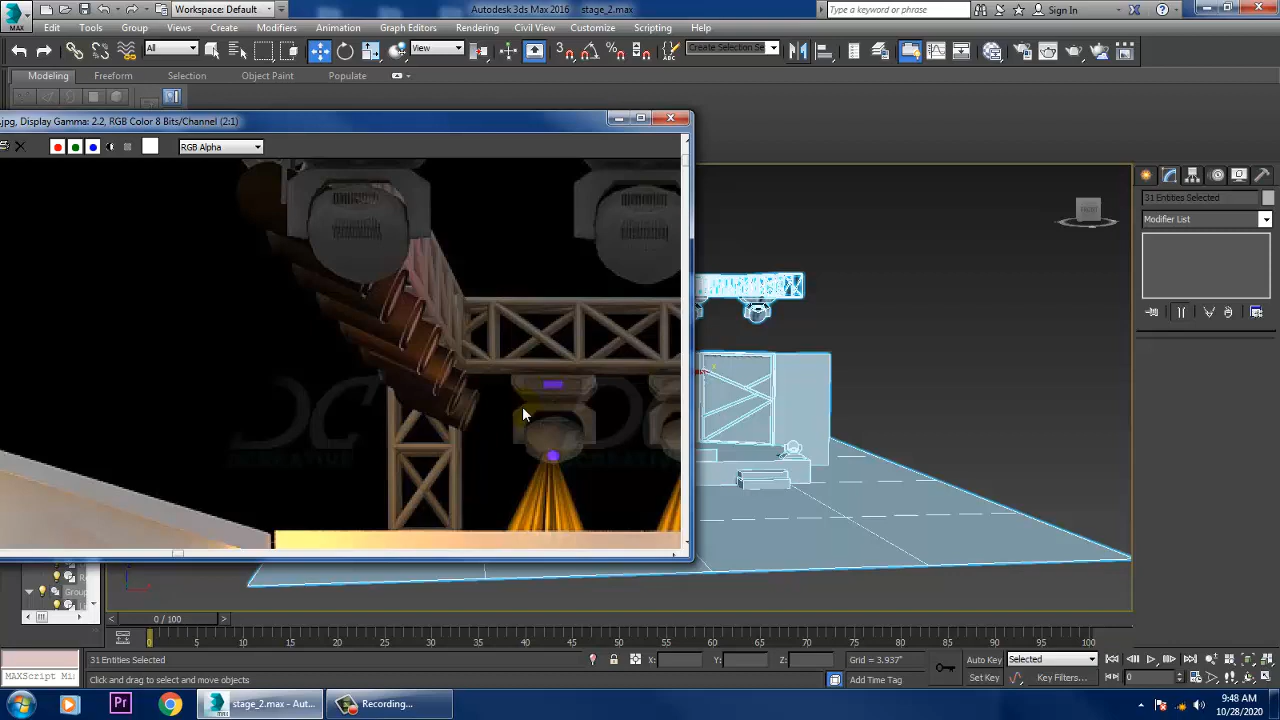 MAX
Workspace: Default
Autodesk 3ds Max 2016 stage_2.max
Type a keyword or phrase
Sign In
Edit Tools Group Views Create Modifiers Animation Graph Editors Rendering Civil View Customize Scripting Help
All
View
Create Selection Se
Modeling Freeform Selection Object Paint Populate
.jpg, Display Gamma: 2.2, RGB Color 8 Bits/Channel (2:1)
RGB Alpha
FRONT
31 Entities Selected
Modifier List
DC
Group
0 / 100
0 5 10 15 20 25 30 35 40 45 50 55 60 65 70 75 80 85 90 95 100
31 Entities Selected
X: Y: Z: Grid = 3.937"
Auto Key Selected
MAXScript Mi
Click and drag to select and move objects
Add Time Tag
Set Key Key Filters... 0
stage_2.max - Aut...
Recording...
9:48 AM
10/28/2020